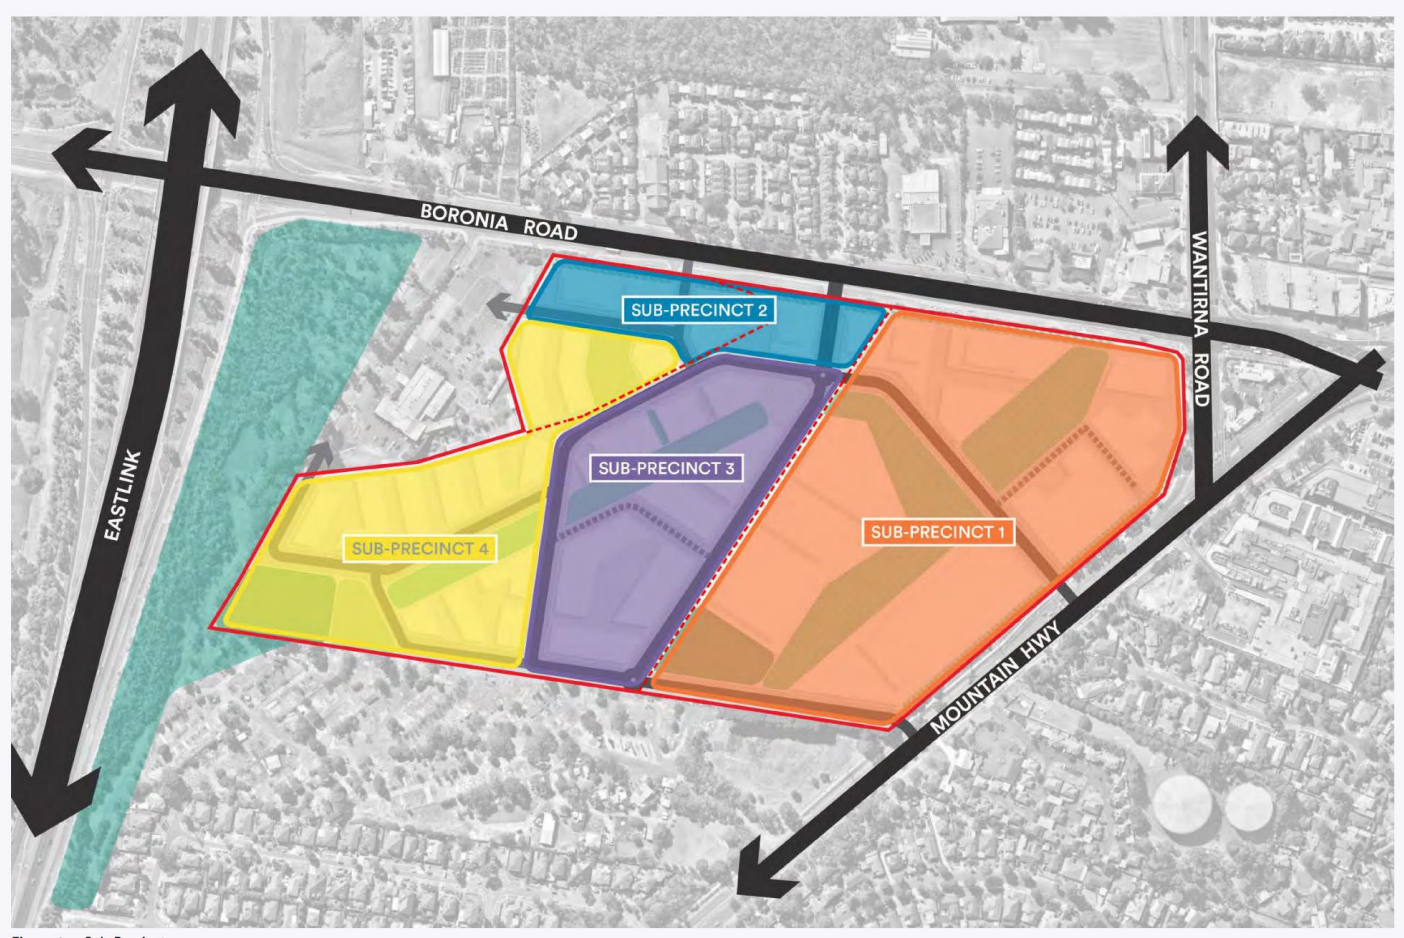 BORONIA ROAD
WANTIRNA ROAD
SUB-PRECINCT 2
SUB-PRECINCT 3
SUB-PRECINCT 1
SUB-PRECINCT 4
EASTLINK
MOUNTAIN HWY